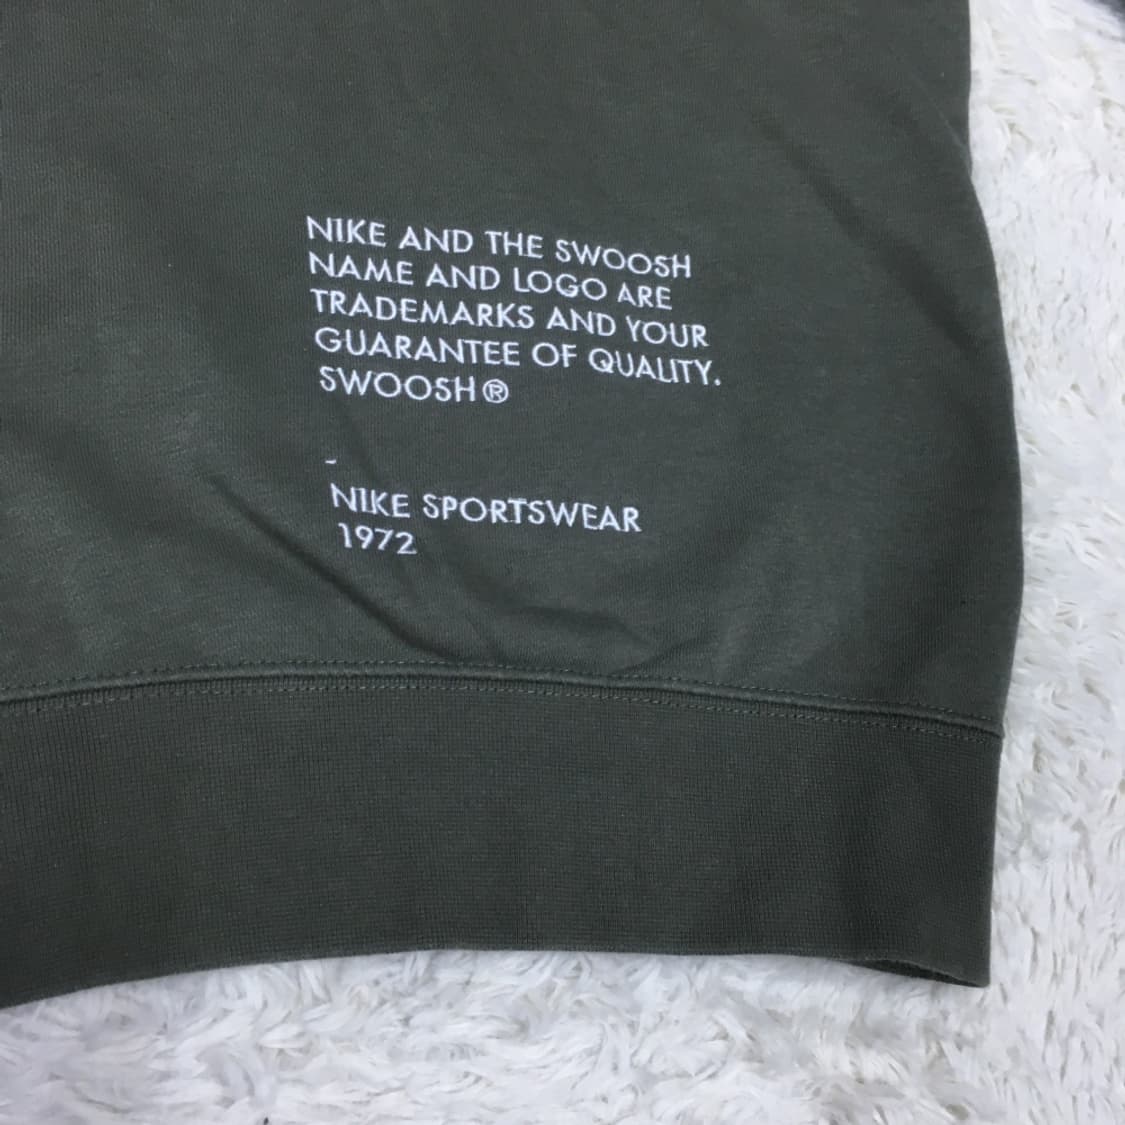 NIKE AND THE SWOOSH
NAME AND LOGO ARE
TRADEMARKS AND YOUR
GUARANTEE OF QUALITY.
SWOOSH®
-
NIKE SPORTSWEAR
1972